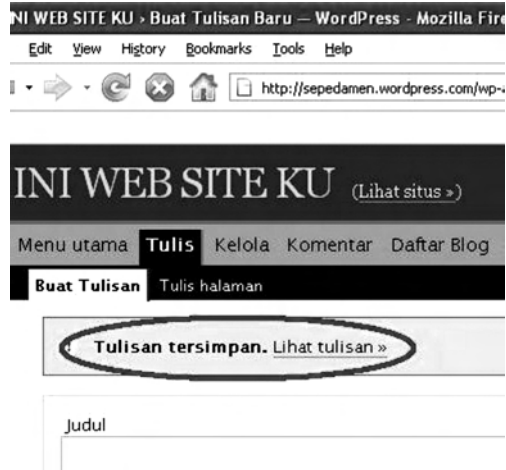 NI WEB SITE KU › Buat Tulisan Baru — WordPress - Mozilla Fire
Edit View History Bookmarks Tools Help
http://sepedamen.wordpress.com/wp-a
INI WEB SITE KU (Lihat situs »)
Menu utama Tulis Kelola Komentar Daftar Blog
Buat Tulisan Tulis halaman
Tulisan tersimpan. Lihat tulisan »
Judul